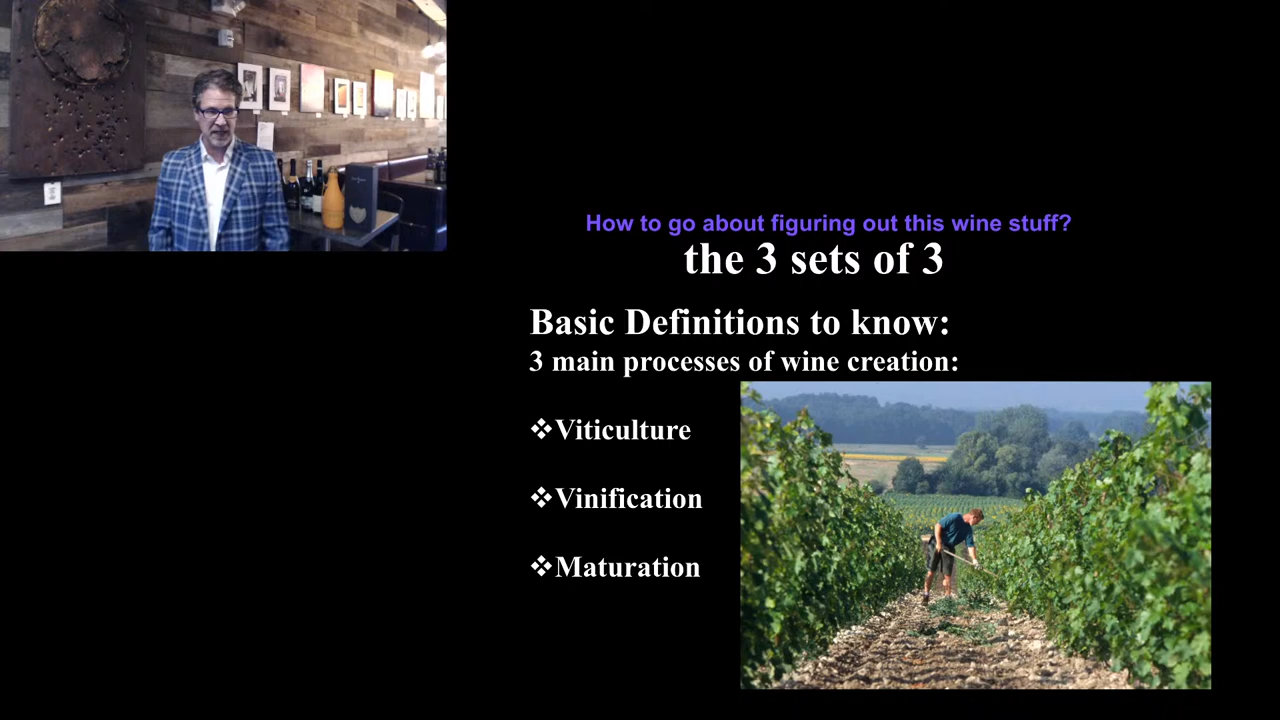 How to go about figuring out this wine stuff?
the 3 sets of 3
Basic Definitions to know:
3 main processes of wine creation:
❖Viticulture
❖Vinification
❖Maturation